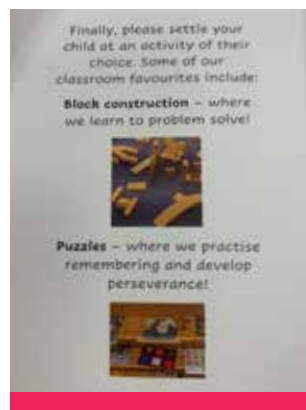 Finally, please settle your
child at an activity of their
choice. Some of our
classroom favourites include:
Block construction – where
we learn to problem solve!
Puzzles – where we practise
remembering and develop
perseverance!